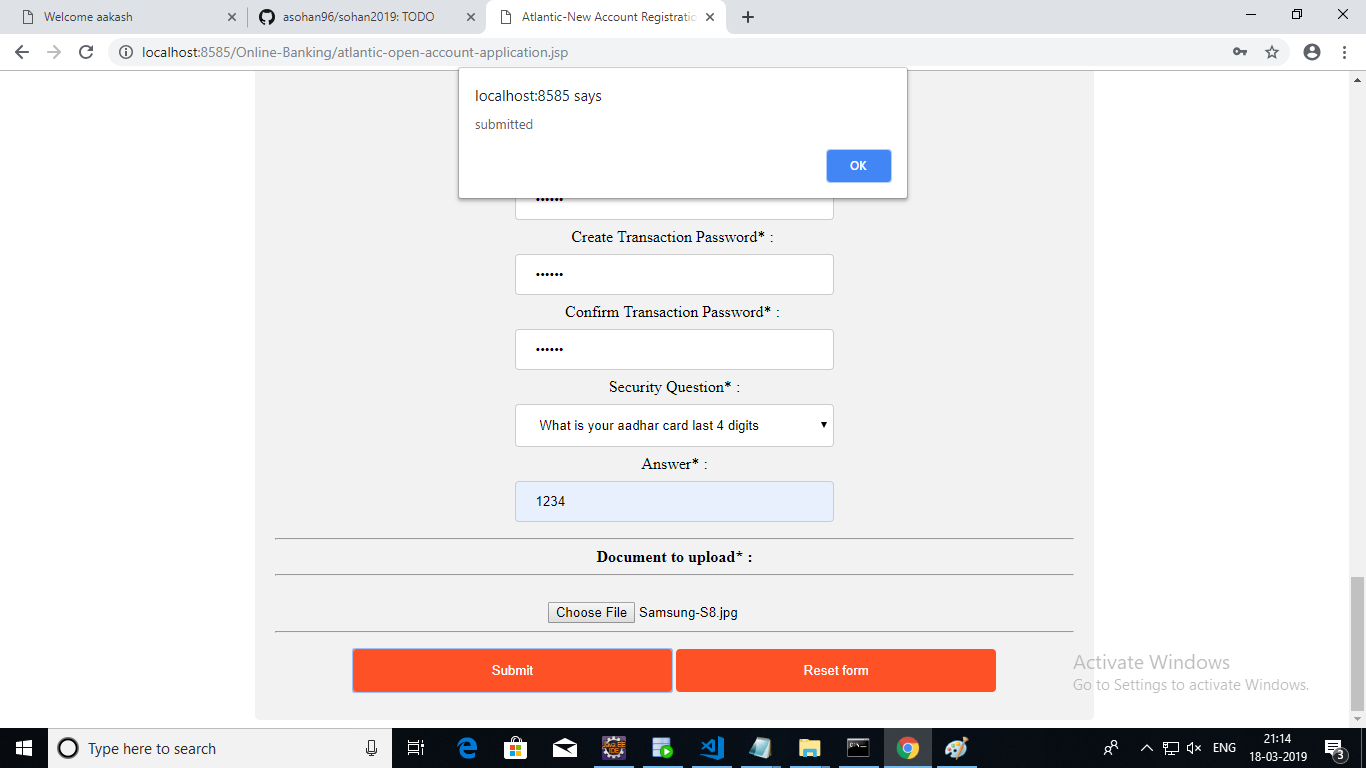 Welcome aakash
asohan96/sohan2019: TODO
Atlantic-New Account Registratio
localhost:8585/Online-Banking/atlantic-open-account-application.jsp
localhost:8585 says
submitted
OK
••••••
Create Transaction Password* :
••••••
Confirm Transaction Password* :
••••••
Security Question* :
What is your aadhar card last 4 digits
Answer* :
1234
Document to upload* :
Choose File Samsung-S8.jpg
Submit
Reset form
Activate Windows
Go to Settings to activate Windows.
Type here to search
ENG
21:14
18-03-2019
3